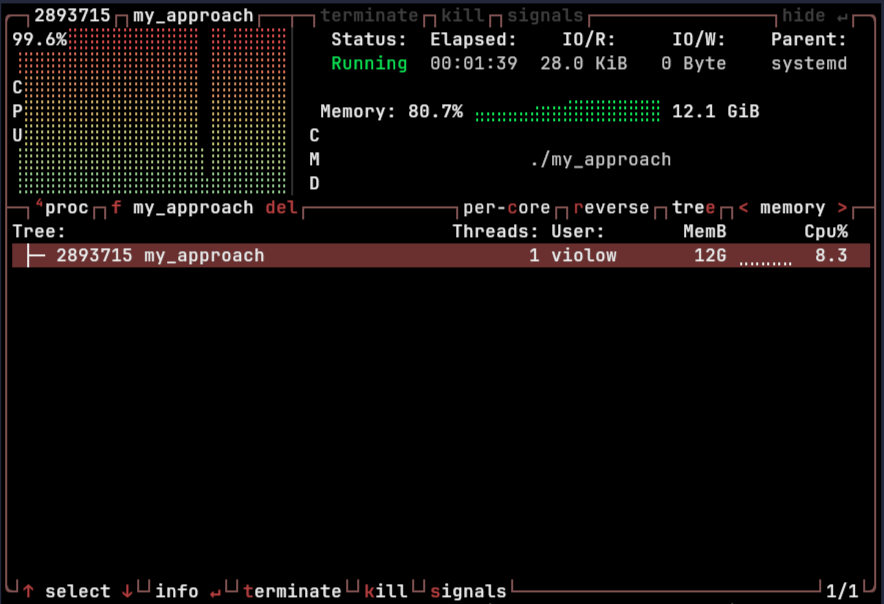 2893715 my_approach terminate kill signals hide ↵
99.6% Status: Elapsed: IO/R: IO/W: Parent:
Running 00:01:39 28.0 KiB 0 Byte systemd
CPU
Memory: 80.7% 12.1 GiB
CMD
./my_approach
⁴proc f my_approach del per-core reverse tree < memory >
Tree: Threads: User: MemB Cpu%
2893715 my_approach 1 violow 12G 8.3
↑ select ↓ info ↵ terminate kill signals 1/1